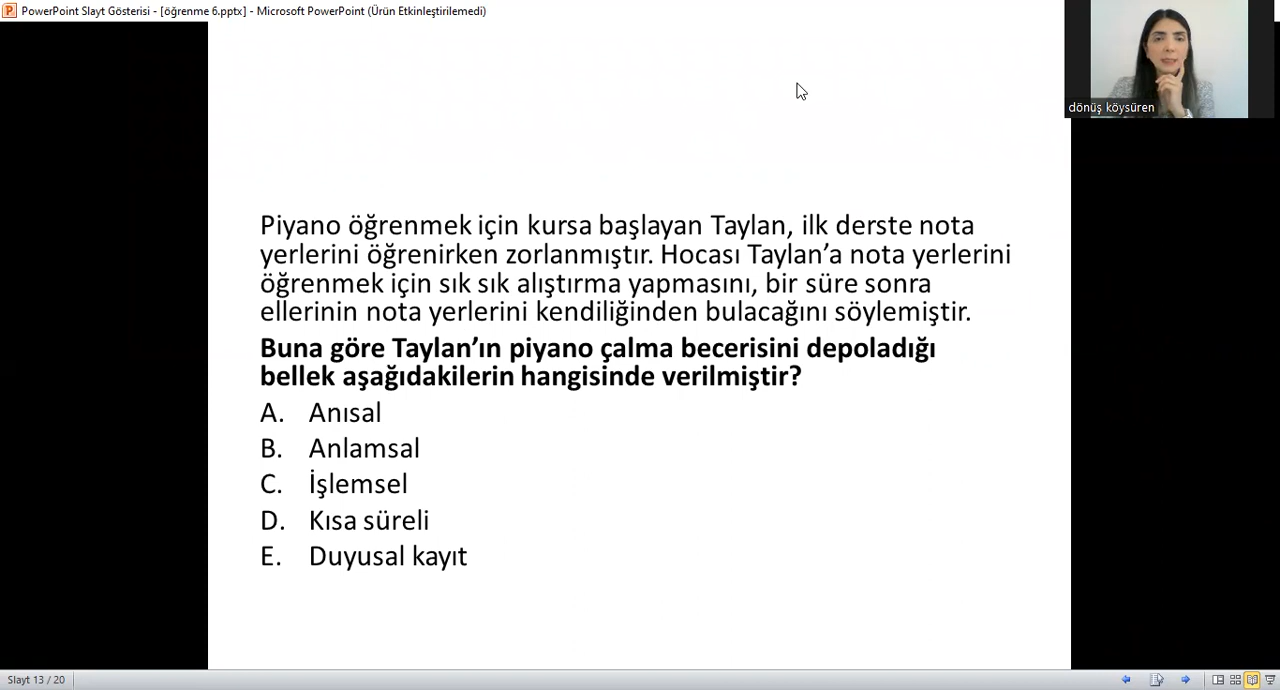 PowerPoint Slayt Gösterisi - [öğrenme 6.pptx] - Microsoft PowerPoint (Ürün Etkinleştirilemedi)
dönüş köysüren
Piyano öğrenmek için kursa başlayan Taylan, ilk derste nota
yerlerini öğrenirken zorlanmıştır. Hocası Taylan’a nota yerlerini
öğrenmek için sık sık alıştırma yapmasını, bir süre sonra
ellerinin nota yerlerini kendiliğinden bulacağını söylemiştir.
Buna göre Taylan’ın piyano çalma becerisini depoladığı
bellek aşağıdakilerin hangisinde verilmiştir?
A. Anısal
B. Anlamsal
C. İşlemsel
D. Kısa süreli
E. Duyusal kayıt
Slayt 13 / 20